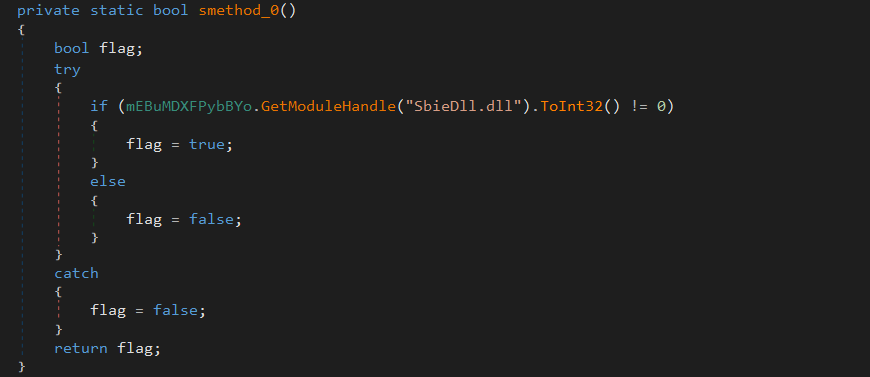 private static bool smethod_0()
{
    bool flag;
    try
    {
        if (mEBuMDXFPybBYo.GetModuleHandle("SbieDll.dll").ToInt32() != 0)
        {
            flag = true;
        }
        else
        {
            flag = false;
        }
    }
    catch
    {
        flag = false;
    }
    return flag;
}